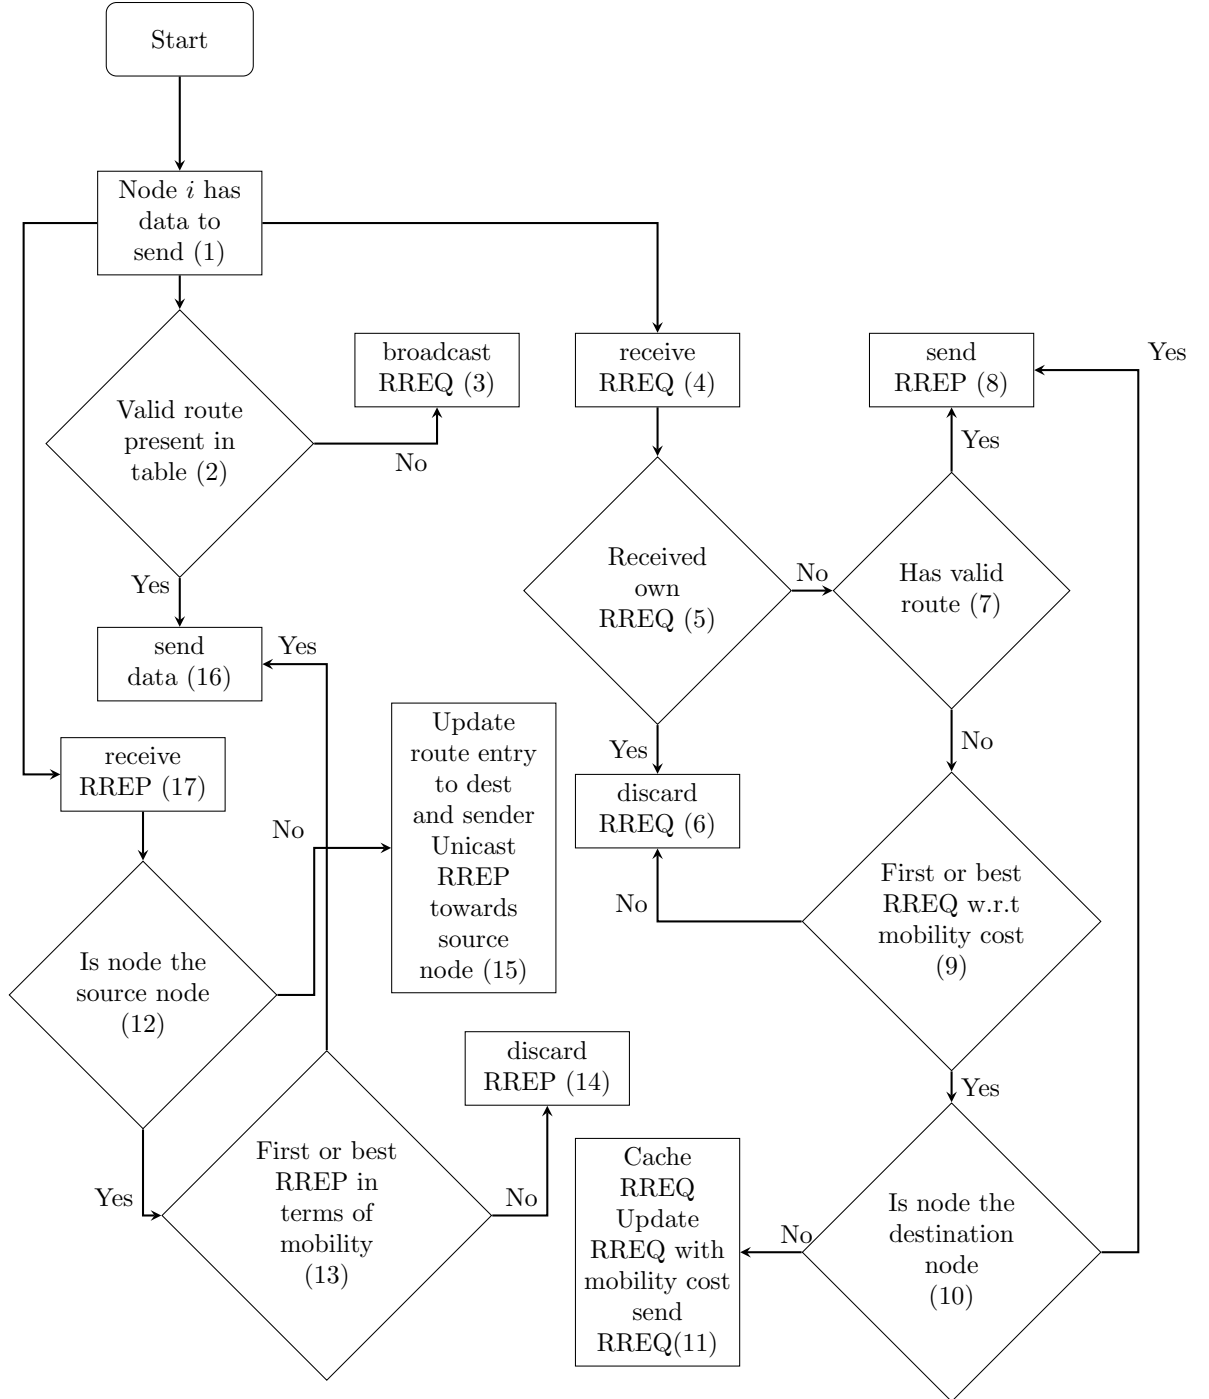 Start
Node i has
data to
send (1)
Valid route
present in
table (2)
No
broadcast
RREQ (3)
receive
RREQ (4)
send
RREP (8)
Yes
Yes
Received
own
RREQ (5)
No
Has valid
route (7)
Yes
send
data (16)
Yes
receive
RREP (17)
No
Update
route entry
to dest
and sender
Unicast
RREP
towards
source
node (15)
Yes
discard
RREQ (6)
No
No
First or best
RREQ w.r.t
mobility cost
(9)
Is node the
source node
(12)
Yes
First or best
RREP in
terms of
mobility
(13)
No
discard
RREP (14)
Yes
Cache
RREQ
Update
RREQ with
mobility cost
send
RREQ(11)
No
Is node the
destination
node
(10)